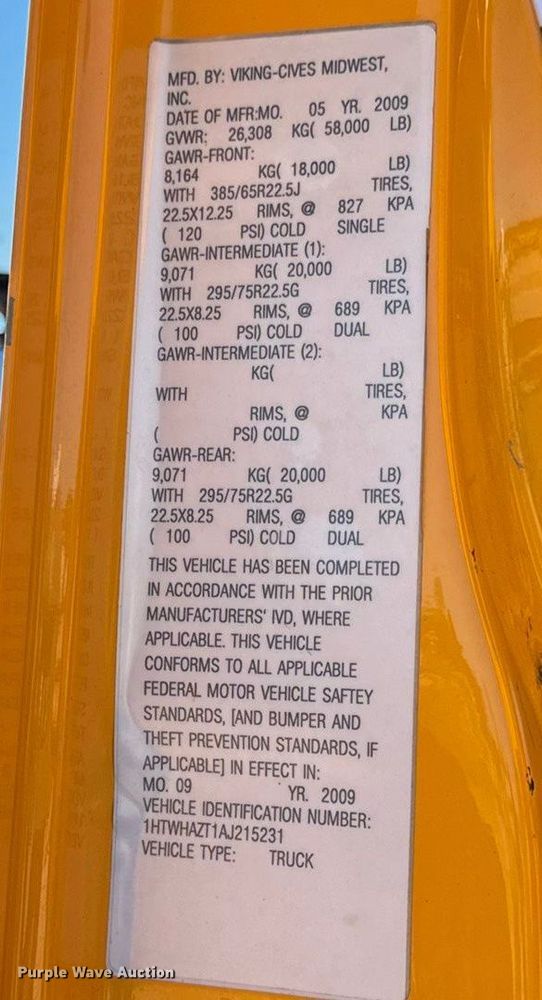 MFD. BY: VIKING-CIVES MIDWEST,
INC.
DATE OF MFR:MO. 05 YR. 2009
GVWR: 26,308 KG( 58,000 LB)
GAWR-FRONT:
8,164 KG( 18,000 LB)
WITH 385/65R22.5J TIRES,
22.5X12.25 RIMS, @ 827 KPA
( 120 PSI) COLD SINGLE
GAWR-INTERMEDIATE (1):
9,071 KG( 20,000 LB)
WITH 295/75R22.5G TIRES,
22.5X8.25 RIMS, @ 689 KPA
( 100 PSI) COLD DUAL
GAWR-INTERMEDIATE (2):
KG( LB)
WITH TIRES,
RIMS, @ KPA
( PSI) COLD
GAWR-REAR:
9,071 KG( 20,000 LB)
WITH 295/75R22.5G TIRES,
22.5X8.25 RIMS, @ 689 KPA
( 100 PSI) COLD DUAL
THIS VEHICLE HAS BEEN COMPLETED
IN ACCORDANCE WITH THE PRIOR
MANUFACTURERS' IVD, WHERE
APPLICABLE. THIS VEHICLE
CONFORMS TO ALL APPLICABLE
FEDERAL MOTOR VEHICLE SAFTEY
STANDARDS, [AND BUMPER AND
THEFT PREVENTION STANDARDS, IF
APPLICABLE] IN EFFECT IN:
MO. 09 YR. 2009
VEHICLE IDENTIFICATION NUMBER:
1HTWHAZT1AJ215231
VEHICLE TYPE: TRUCK
Purple Wave Auction